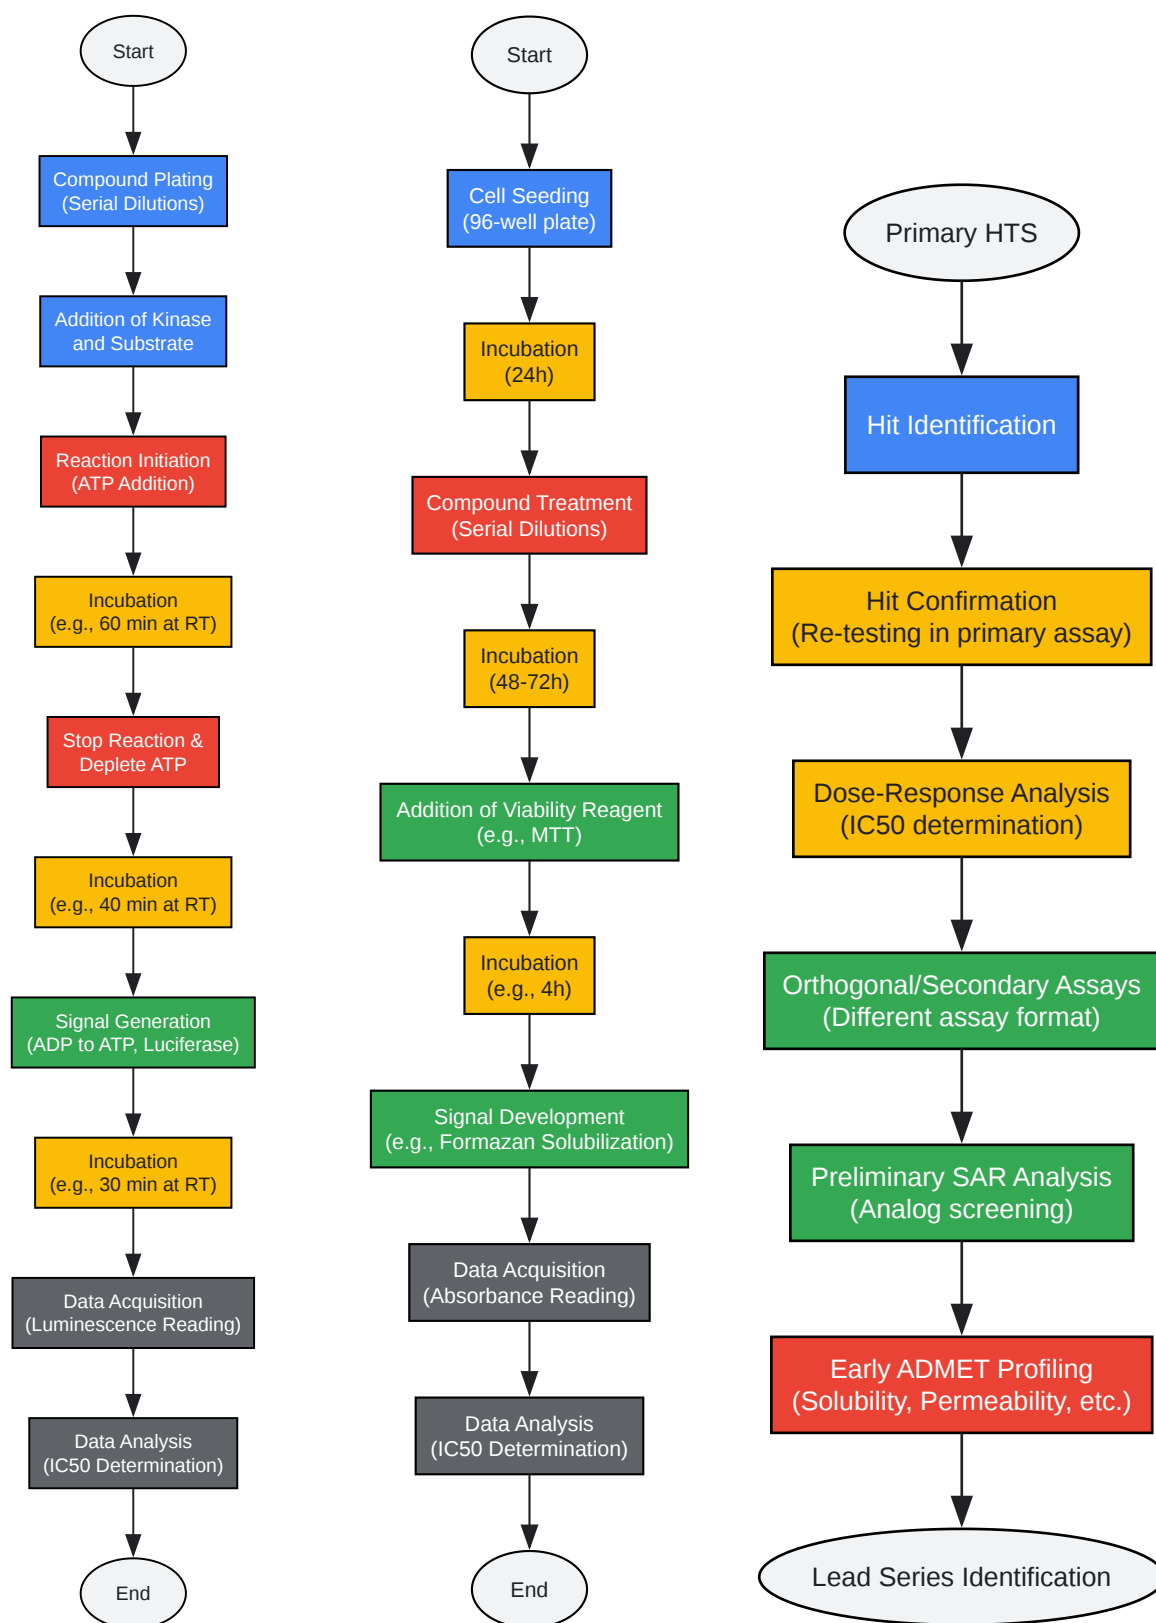 Start
Compound Plating
(Serial Dilutions)
Addition of Kinase
and Substrate
Reaction Initiation
(ATP Addition)
Incubation
(e.g., 60 min at RT)
Stop Reaction &
Deplete ATP
Incubation
(e.g., 40 min at RT)
Signal Generation
(ADP to ATP, Luciferase)
Incubation
(e.g., 30 min at RT)
Data Acquisition
(Luminescence Reading)
Data Analysis
(IC50 Determination)
End
Start
Cell Seeding
(96-well plate)
Incubation
(24h)
Compound Treatment
(Serial Dilutions)
Incubation
(48-72h)
Addition of Viability Reagent
(e.g., MTT)
Incubation
(e.g., 4h)
Signal Development
(e.g., Formazan Solubilization)
Data Acquisition
(Absorbance Reading)
Data Analysis
(IC50 Determination)
End
Primary HTS
Hit Identification
Hit Confirmation
(Re-testing in primary assay)
Dose-Response Analysis
(IC50 determination)
Orthogonal/Secondary Assays
(Different assay format)
Preliminary SAR Analysis
(Analog screening)
Early ADMET Profiling
(Solubility, Permeability, etc.)
Lead Series Identification